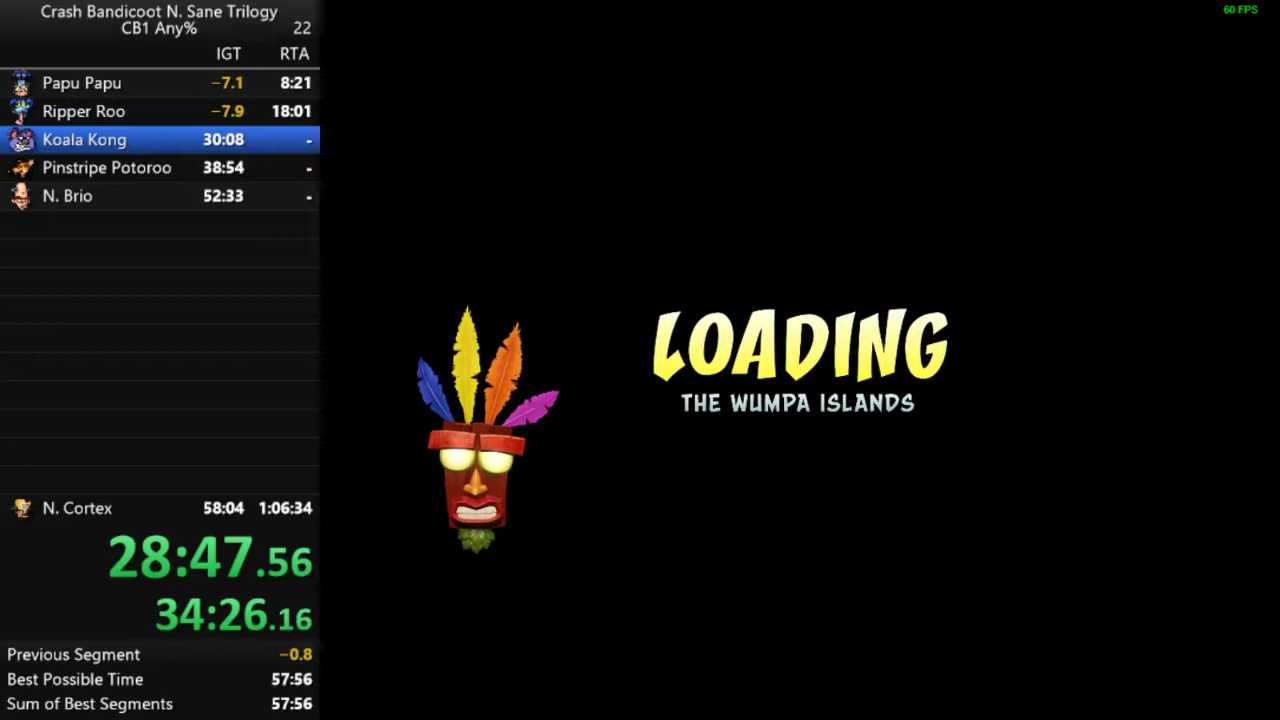 Crash Bandicoot N. Sane Trilogy
CB1 Any% 22
IGT RTA
Papu Papu −7.1 8:21
Ripper Roo −7.9 18:01
Koala Kong 30:08 -
Pinstripe Potoroo 38:54 -
N. Brio 52:33 -
N. Cortex 58:04 1:06:34
28:47.56
34:26.16
Previous Segment −0.8
Best Possible Time 57:56
Sum of Best Segments 57:56
LOADING
THE WUMPA ISLANDS
60 FPS